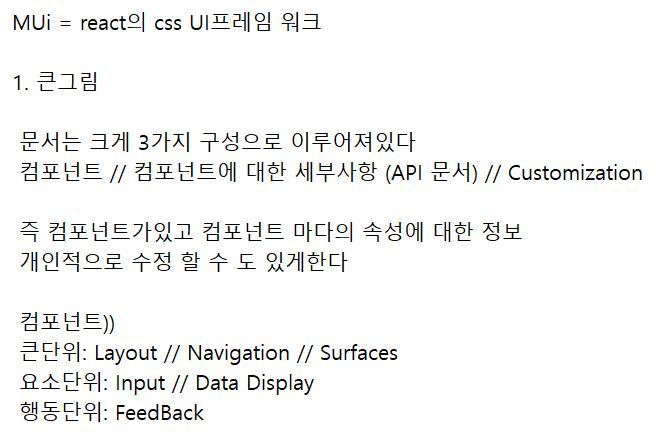 MUi = react의 css UI프레임 워크
1. 큰그림
문서는 크게 3가지 구성으로 이루어져있다
컴포넌트 // 컴포넌트에 대한 세부사항 (API 문서) // Customization
즉 컴포넌트가있고 컴포넌트 마다의 속성에 대한 정보
개인적으로 수정 할 수 도 있게한다
컴포넌트))
큰단위: Layout // Navigation // Surfaces
요소단위: Input // Data Display
행동단위: FeedBack